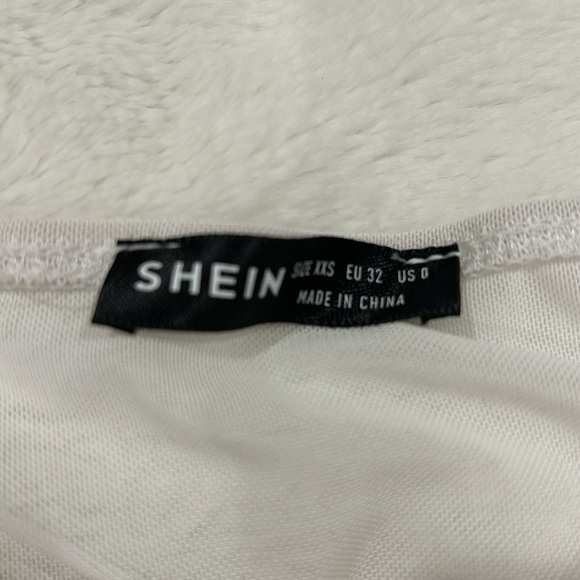 SHEIN SIZE XXS EU 32 US 0
MADE IN CHINA